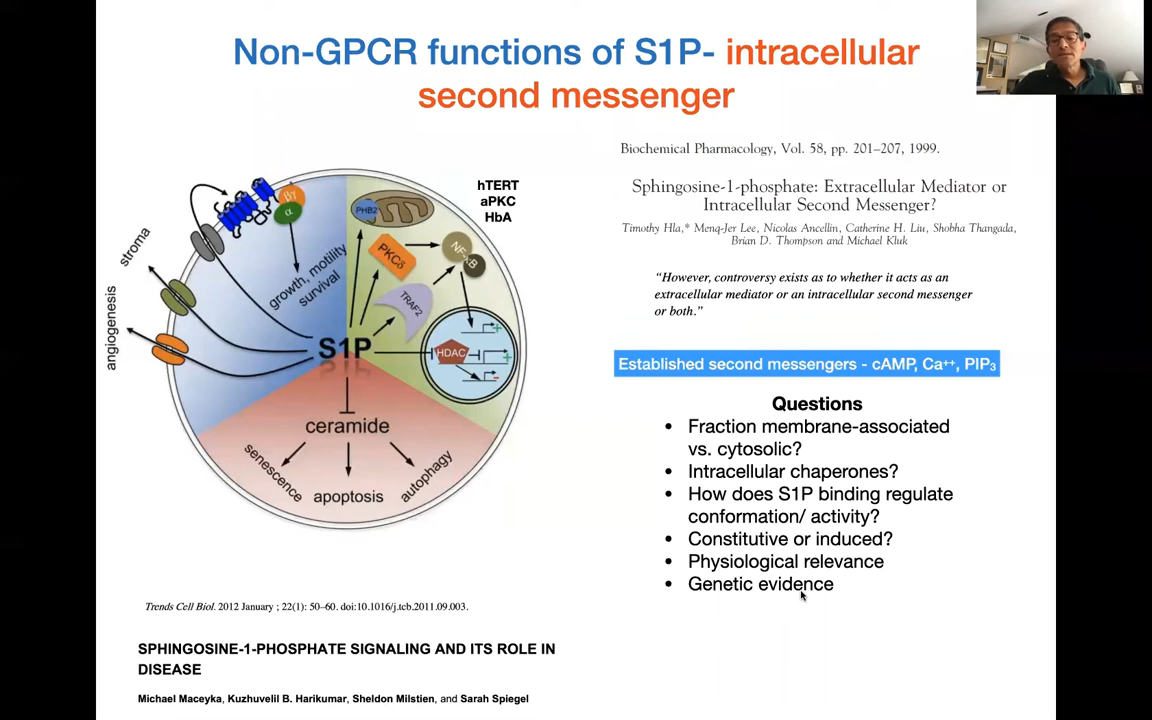 Non-GPCR functions of S1P- intracellular
second messenger
hTERT
aPKC
HbA
βγ
α
PHB2
NFκB
PKCδ
TRAF2
growth, motility
survival
stroma
angiogenesis
S1P
HDAC
+
+
-
ceramide
senescence
apoptosis
autophagy
Trends Cell Biol. 2012 January ; 22(1): 50–60. doi:10.1016/j.tcb.2011.09.003.
SPHINGOSINE-1-PHOSPHATE SIGNALING AND ITS ROLE IN
DISEASE
Michael Maceyka, Kuzhuvelil B. Harikumar, Sheldon Milstien, and Sarah Spiegel
Biochemical Pharmacology, Vol. 58, pp. 201–207, 1999.
Sphingosine-1-phosphate: Extracellular Mediator or
Intracellular Second Messenger?
Timothy Hla,* Menq-Jer Lee, Nicolas Ancellin, Catherine H. Liu, Shobha Thangada,
Brian D. Thompson and Michael Kluk
“However, controversy exists as to whether it acts as an
extracellular mediator or an intracellular second messenger
or both.”
Established second messengers - cAMP, Ca⁺⁺, PIP₃
Questions
• Fraction membrane-associated
vs. cytosolic?
• Intracellular chaperones?
• How does S1P binding regulate
conformation/ activity?
• Constitutive or induced?
• Physiological relevance
• Genetic evidence